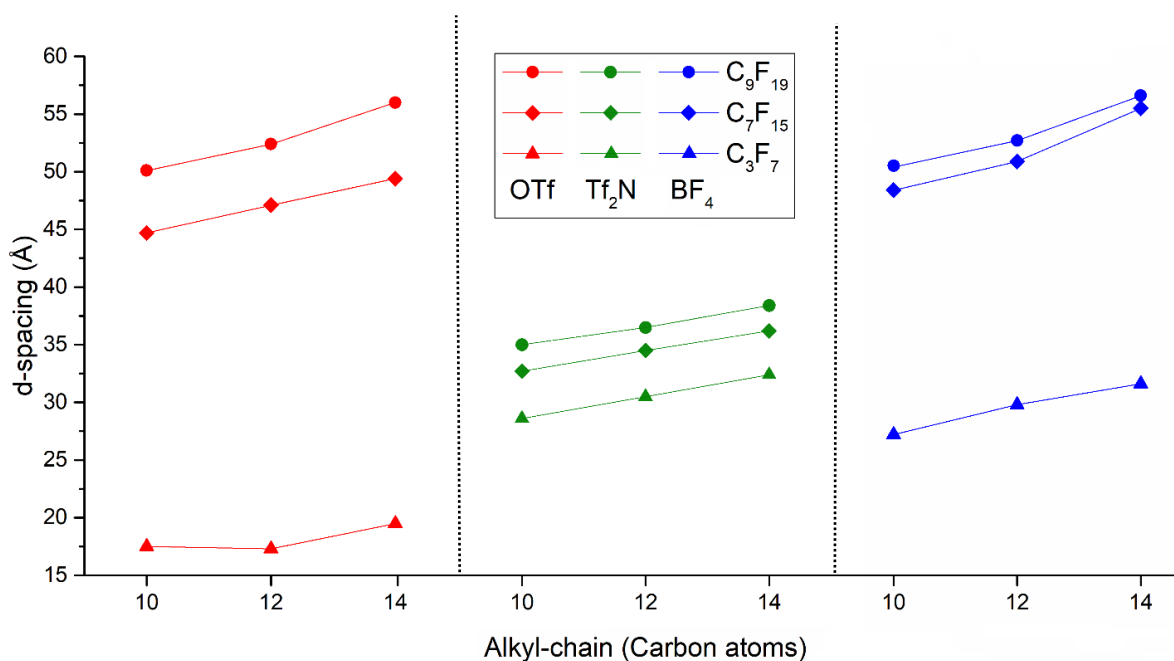 60
55
50
45
40
35
30
25
20
15
d-spacing (Å)
C₉F₁₉
C₇F₁₅
C₃F₇
OTf Tf₂N BF₄
10 12 14 10 12 14 10 12 14
Alkyl-chain (Carbon atoms)